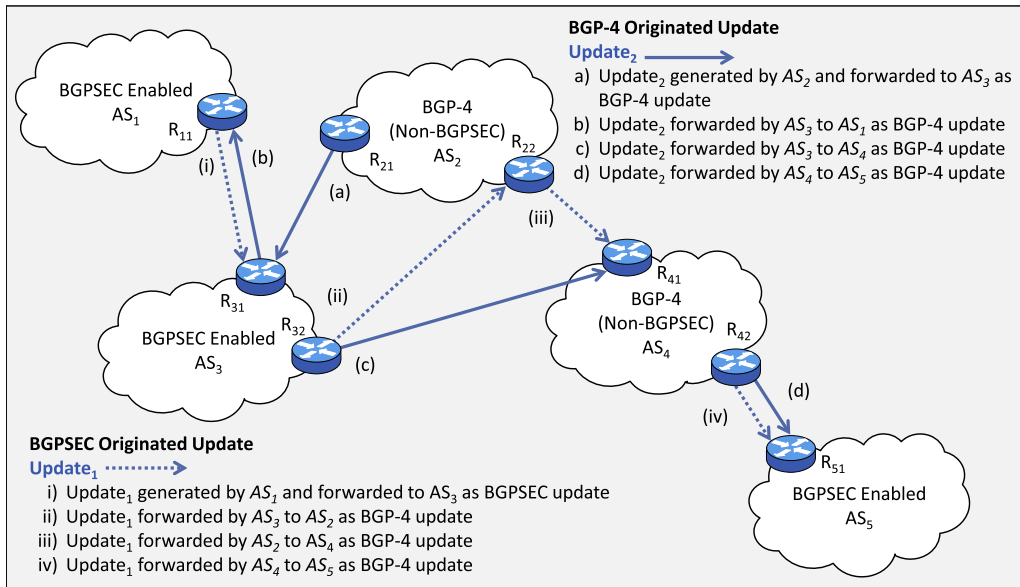 BGP-4 Originated Update
Update₂
a) Update₂ generated by AS₂ and forwarded to AS₃ as
BGP-4 update
b) Update₂ forwarded by AS₃ to AS₁ as BGP-4 update
c) Update₂ forwarded by AS₃ to AS₄ as BGP-4 update
d) Update₂ forwarded by AS₄ to AS₅ as BGP-4 update
BGPSEC Enabled
AS₁
R₁₁
(i)
(b)
BGP-4
(Non-BGPSEC)
AS₂
R₂₁
R₂₂
(a)
(iii)
R₃₁
R₃₂
BGPSEC Enabled
AS₃
(ii)
(c)
R₄₁
BGP-4
(Non-BGPSEC)
AS₄
R₄₂
(d)
(iv)
R₅₁
BGPSEC Enabled
AS₅
BGPSEC Originated Update
Update₁
i) Update₁ generated by AS₁ and forwarded to AS₃ as BGPSEC update
ii) Update₁ forwarded by AS₃ to AS₂ as BGP-4 update
iii) Update₁ forwarded by AS₂ to AS₄ as BGP-4 update
iv) Update₁ forwarded by AS₄ to AS₅ as BGP-4 update